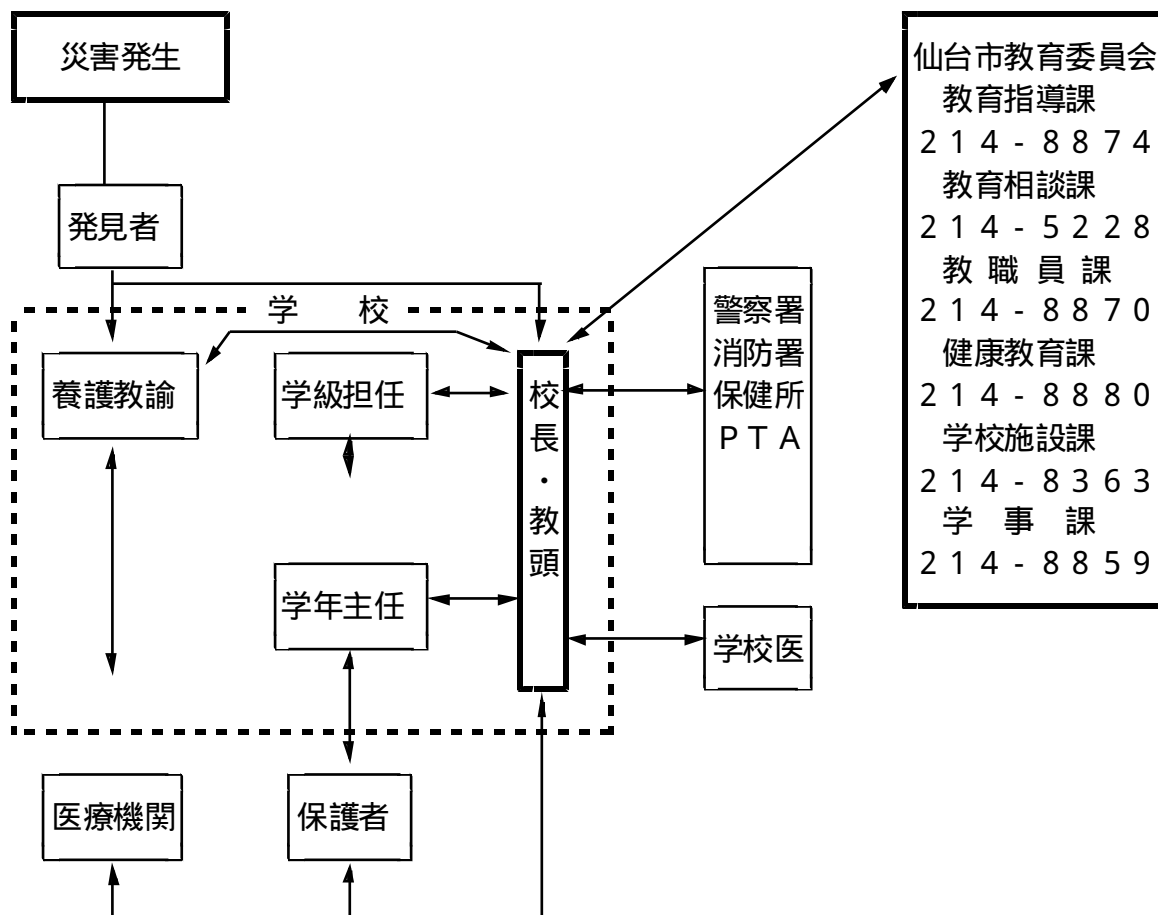 災害発生
発見者
学 校
養護教諭
学級担任
校長・教頭
学年主任
医療機関
保護者
警察署
消防署
保健所
ＰＴＡ
学校医
仙台市教育委員会
教育指導課
２１４-８８７４
教育相談課
２１４-５２２８
教職員課
２１４-８８７０
健康教育課
２１４-８８８０
学校施設課
２１４-８３６３
学事課
２１４-８８５９